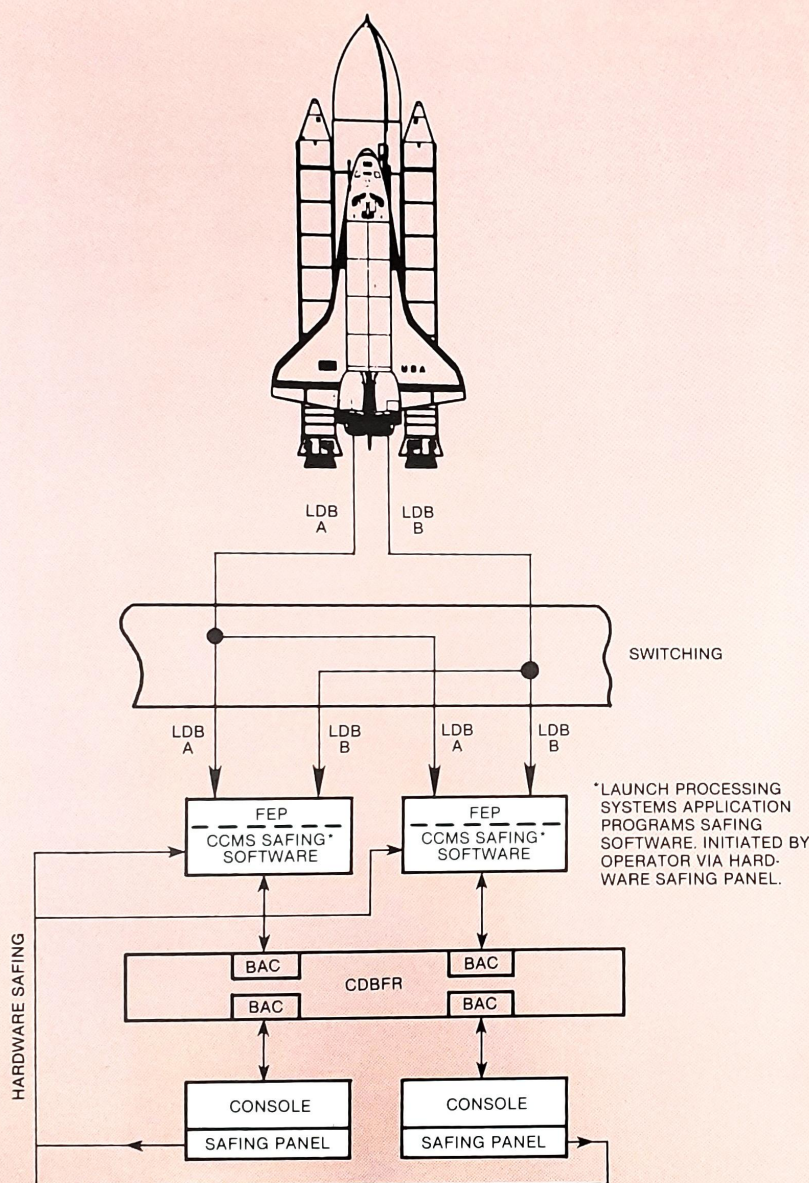 USA
LDB
A
LDB
B
SWITCHING
LDB
A
LDB
B
LDB
A
LDB
B
FEP
CCMS SAFING*
SOFTWARE
FEP
CCMS SAFING*
SOFTWARE
*LAUNCH PROCESSING
SYSTEMS APPLICATION
PROGRAMS SAFING
SOFTWARE. INITIATED BY
OPERATOR VIA HARD-
WARE SAFING PANEL.
HARDWARE SAFING
BAC
BAC
CDBFR
BAC
BAC
CONSOLE
SAFING PANEL
CONSOLE
SAFING PANEL